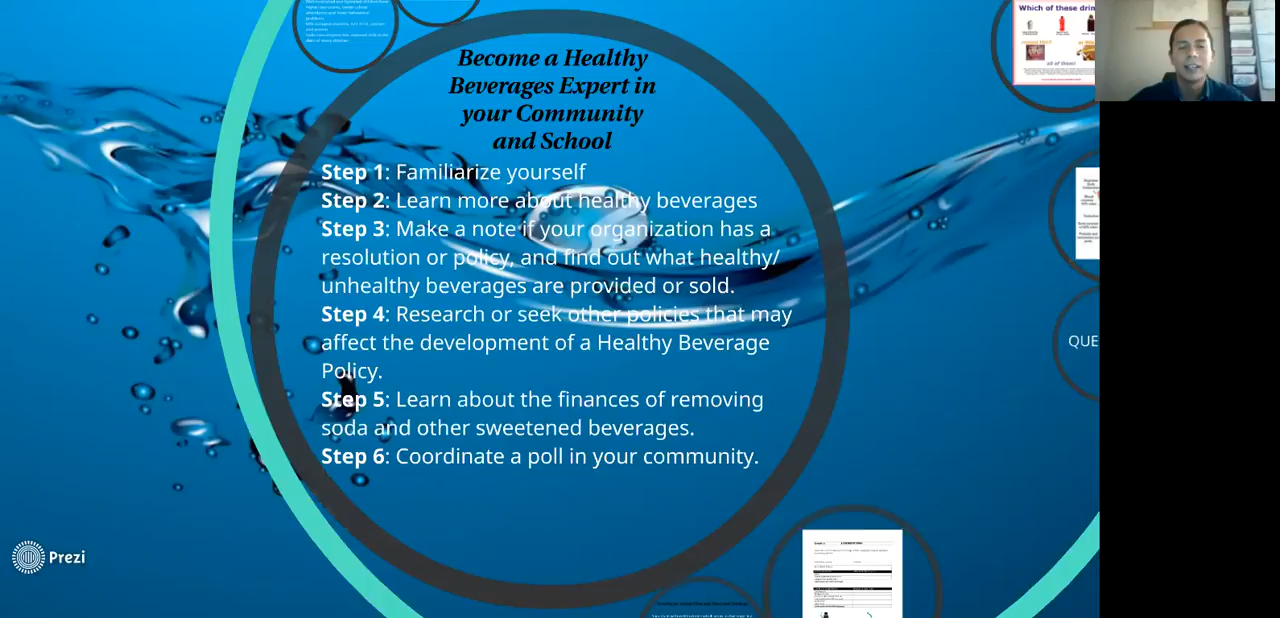 Become a Healthy
Beverages Expert in
your Community
and School
Step 1: Familiarize yourself
Step 2: Learn more about healthy beverages
Step 3: Make a note if your organization has a
resolution or policy, and find out what healthy/
unhealthy beverages are provided or sold.
Step 4: Research or seek other policies that may
affect the development of a Healthy Beverage
Policy.
Step 5: Learn about the finances of removing
soda and other sweetened beverages.
Step 6: Coordinate a poll in your community.
Which of these drin
all of them!
QUE
Prezi